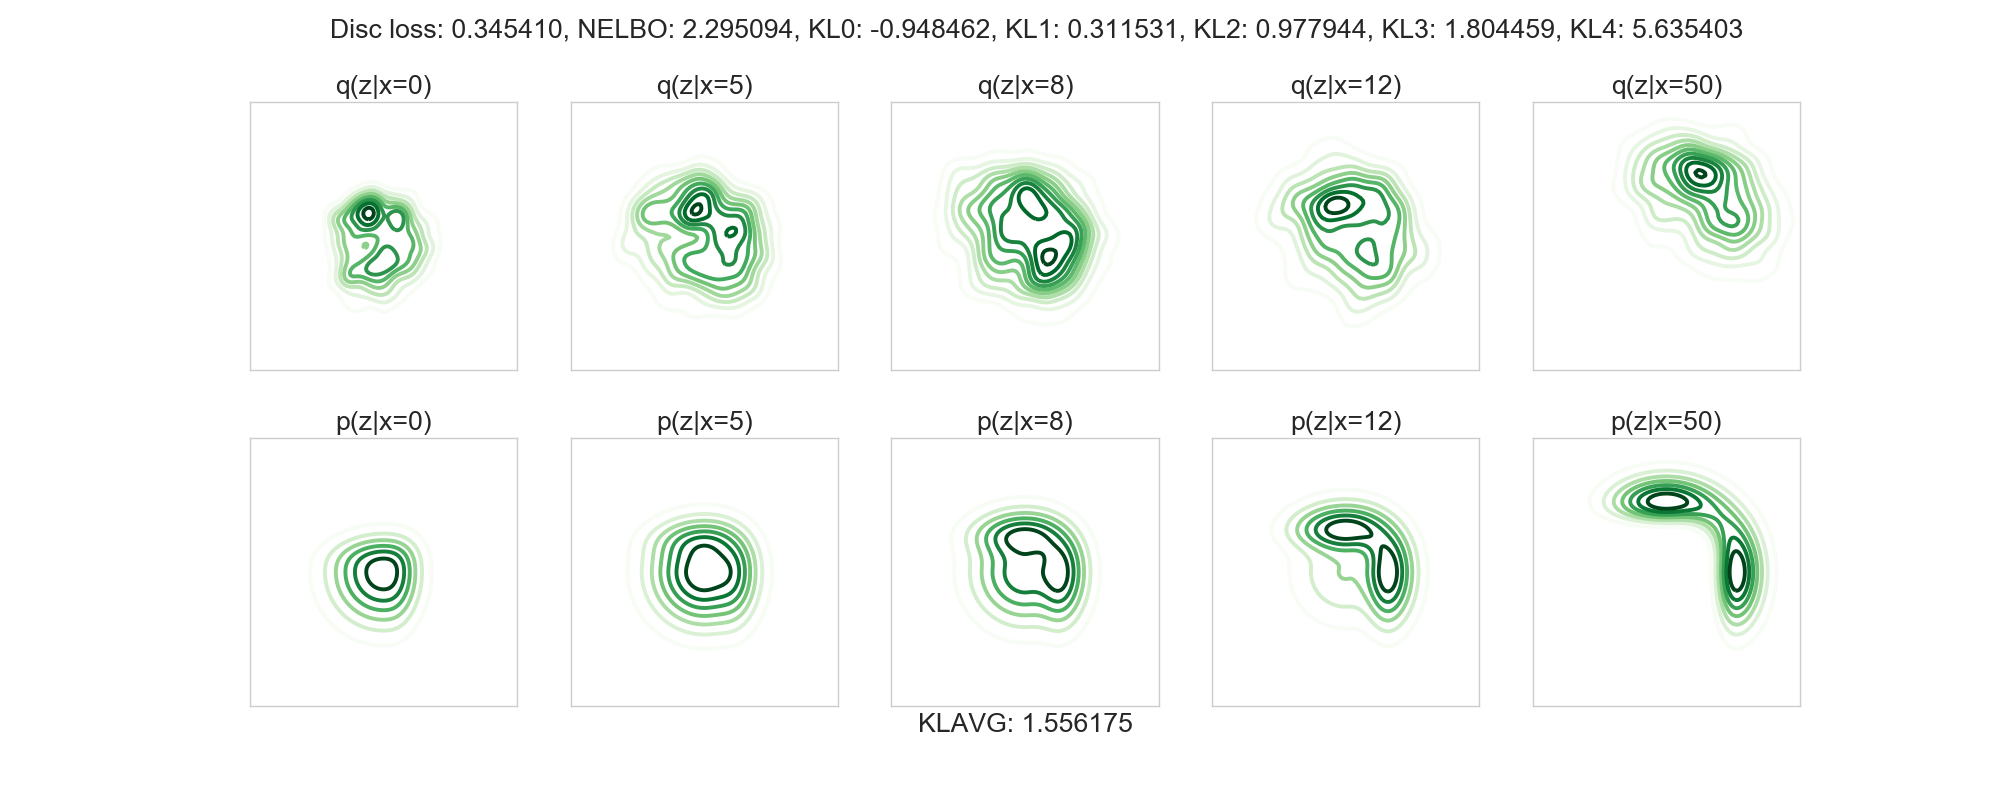 Disc loss: 0.345410, NELBO: 2.295094, KL0: -0.948462, KL1: 0.311531, KL2: 0.977944, KL3: 1.804459, KL4: 5.635403
q(z|x=0) q(z|x=5) q(z|x=8) q(z|x=12) q(z|x=50)
p(z|x=0) p(z|x=5) p(z|x=8) p(z|x=12) p(z|x=50)
KLAVG: 1.556175